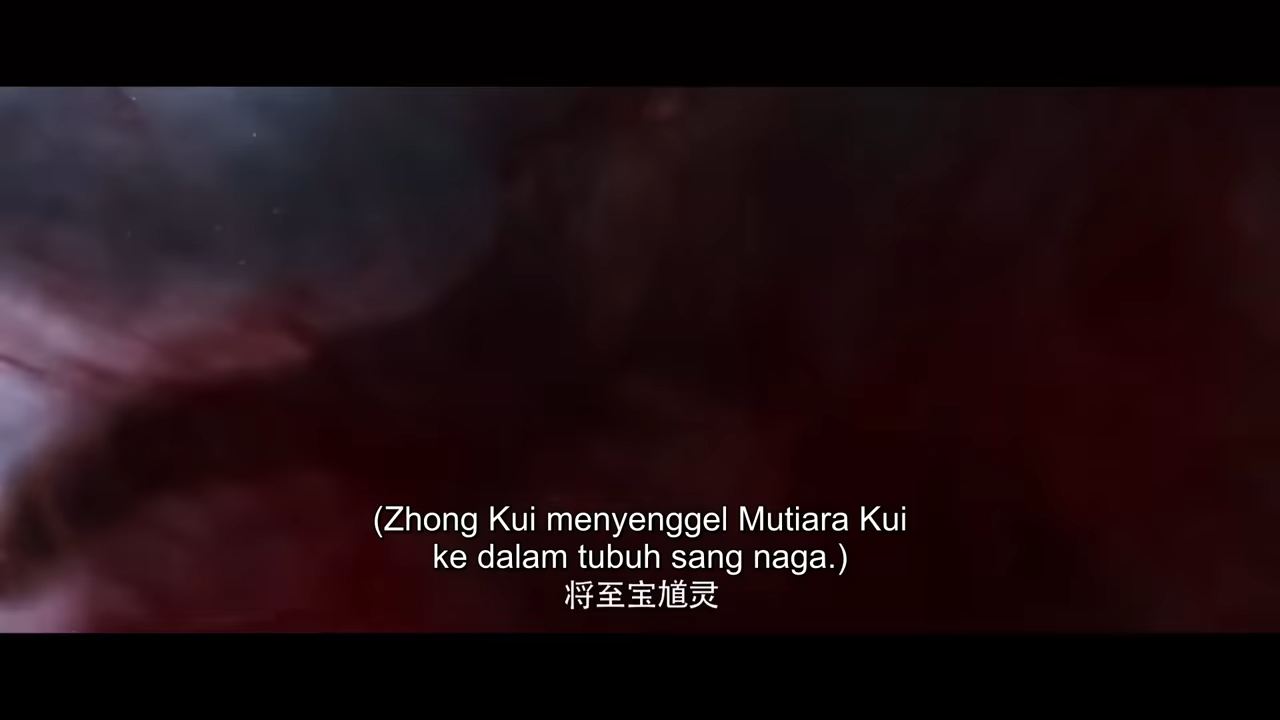 (Zhong Kui menyenggel Mutiara Kui
ke dalam tubuh sang naga.)
将至宝馗灵